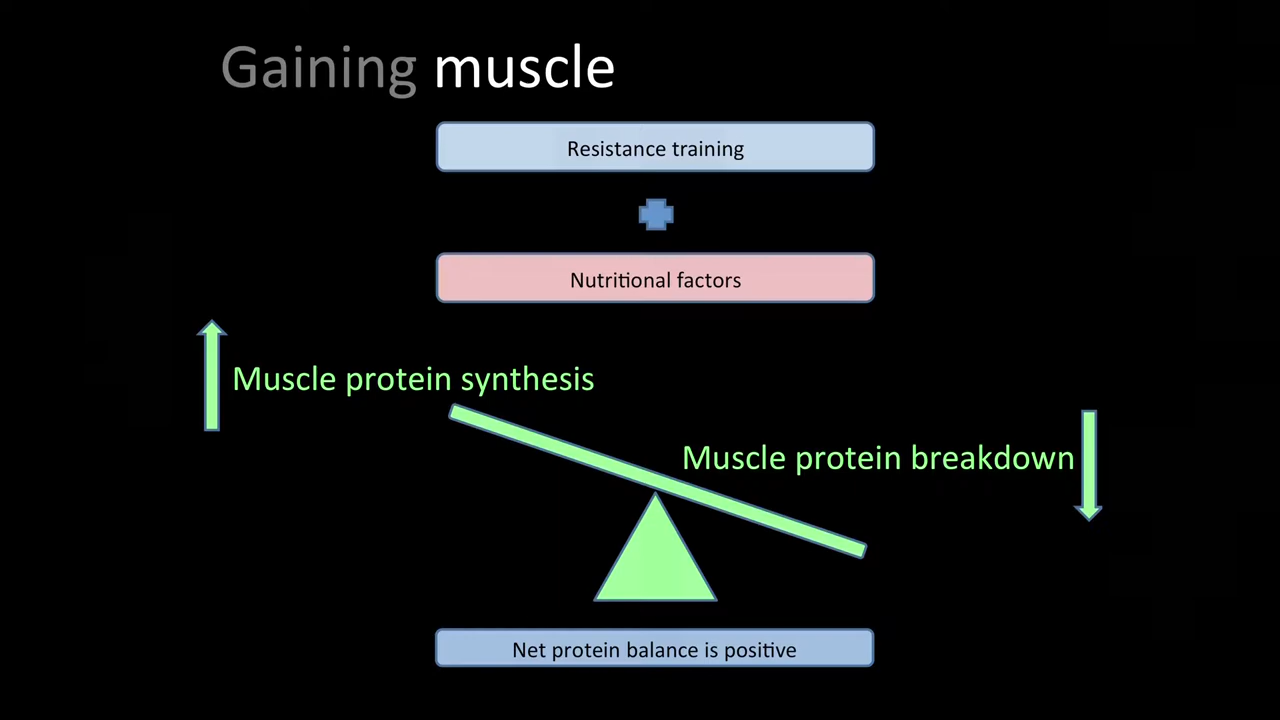 Gaining muscle
Resistance training
Nutritional factors
Muscle protein synthesis
Muscle protein breakdown
Net protein balance is positive